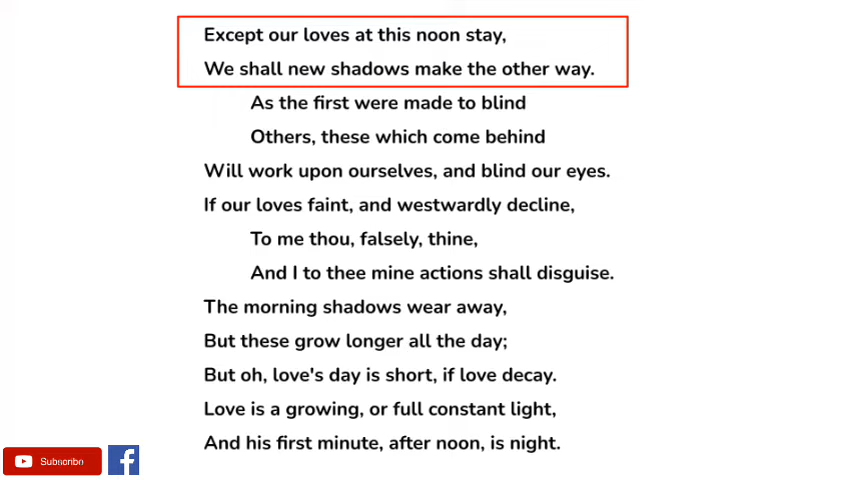 Except our loves at this noon stay,
We shall new shadows make the other way.
As the first were made to blind
Others, these which come behind
Will work upon ourselves, and blind our eyes.
If our loves faint, and westwardly decline,
To me thou, falsely, thine,
And I to thee mine actions shall disguise.
The morning shadows wear away,
But these grow longer all the day;
But oh, love's day is short, if love decay.
Love is a growing, or full constant light,
And his first minute, after noon, is night.
Subscribe